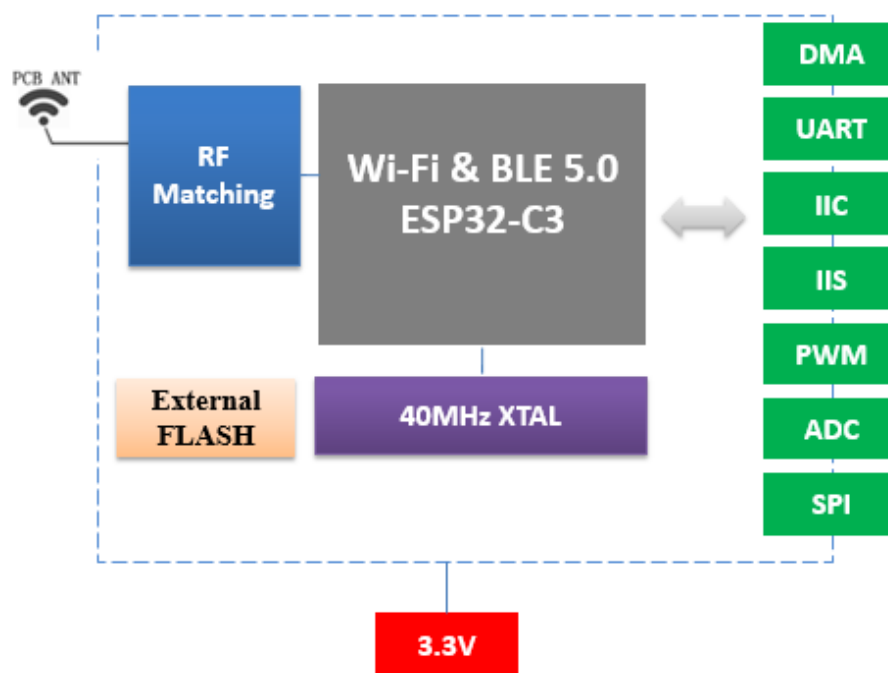 PCB ANT
RF
Matching
Wi-Fi & BLE 5.0
ESP32-C3
External
FLASH
40MHz XTAL
DMA
UART
IIC
IIS
PWM
ADC
SPI
3.3V